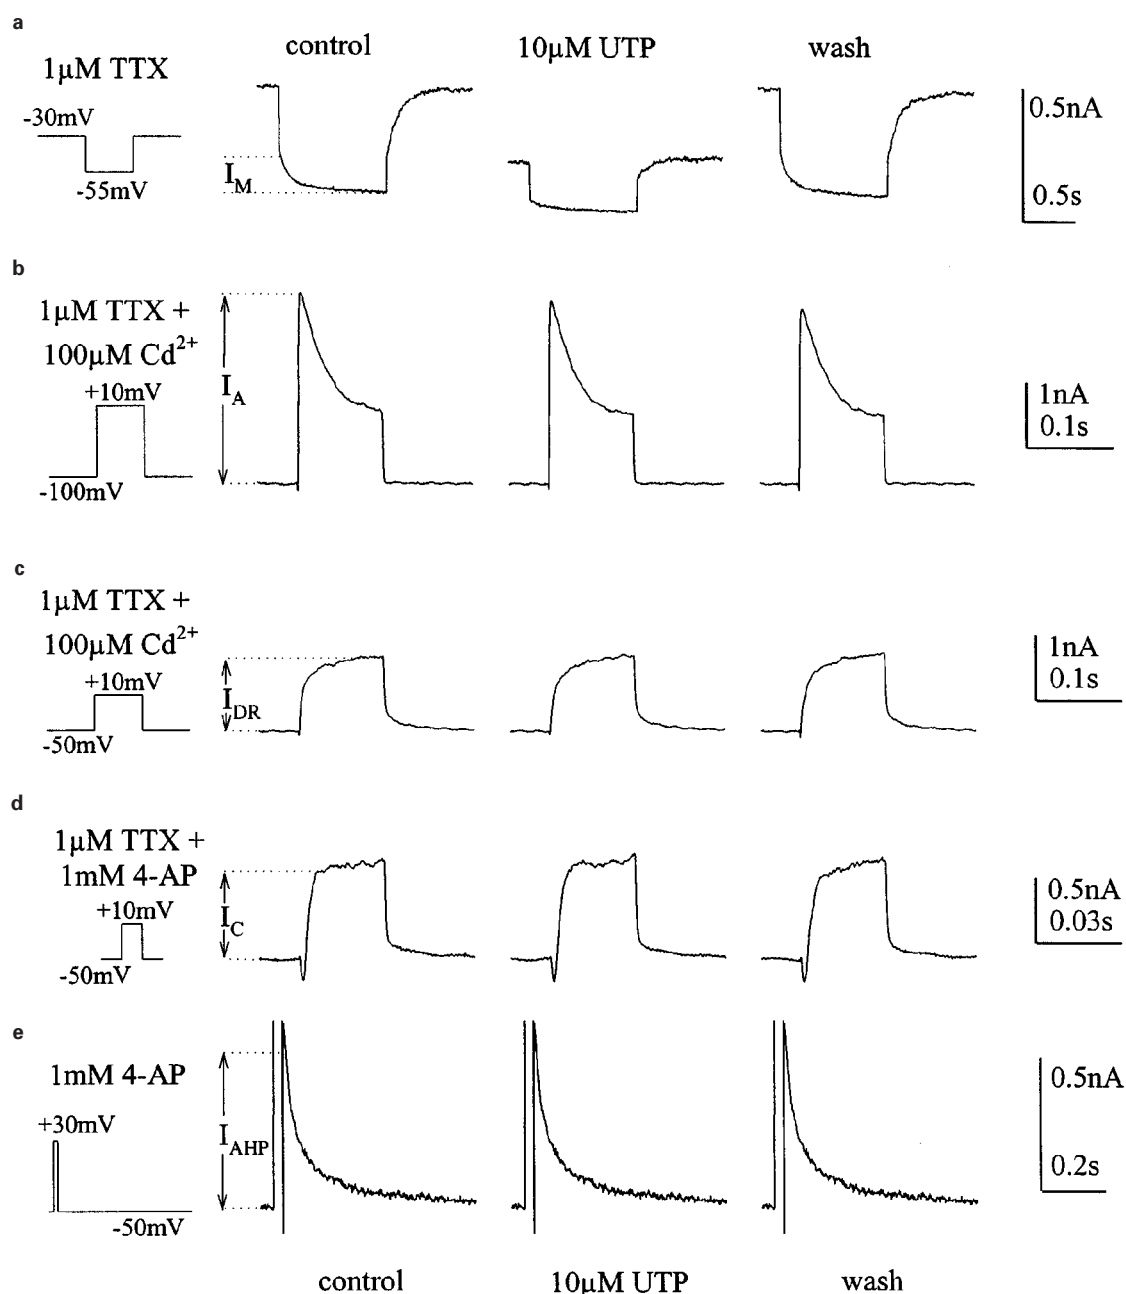 a
control
10μM UTP
wash
1μM TTX
-30mV
-55mV
I_M
0.5nA
0.5s
b
1μM TTX +
100μM Cd²⁺
+10mV
-100mV
I_A
1nA
0.1s
c
1μM TTX +
100μM Cd²⁺
+10mV
-50mV
I_DR
1nA
0.1s
d
1μM TTX +
1mM 4-AP
+10mV
-50mV
I_C
0.5nA
0.03s
e
1mM 4-AP
+30mV
-50mV
I_AHP
0.5nA
0.2s
control
10μM UTP
wash